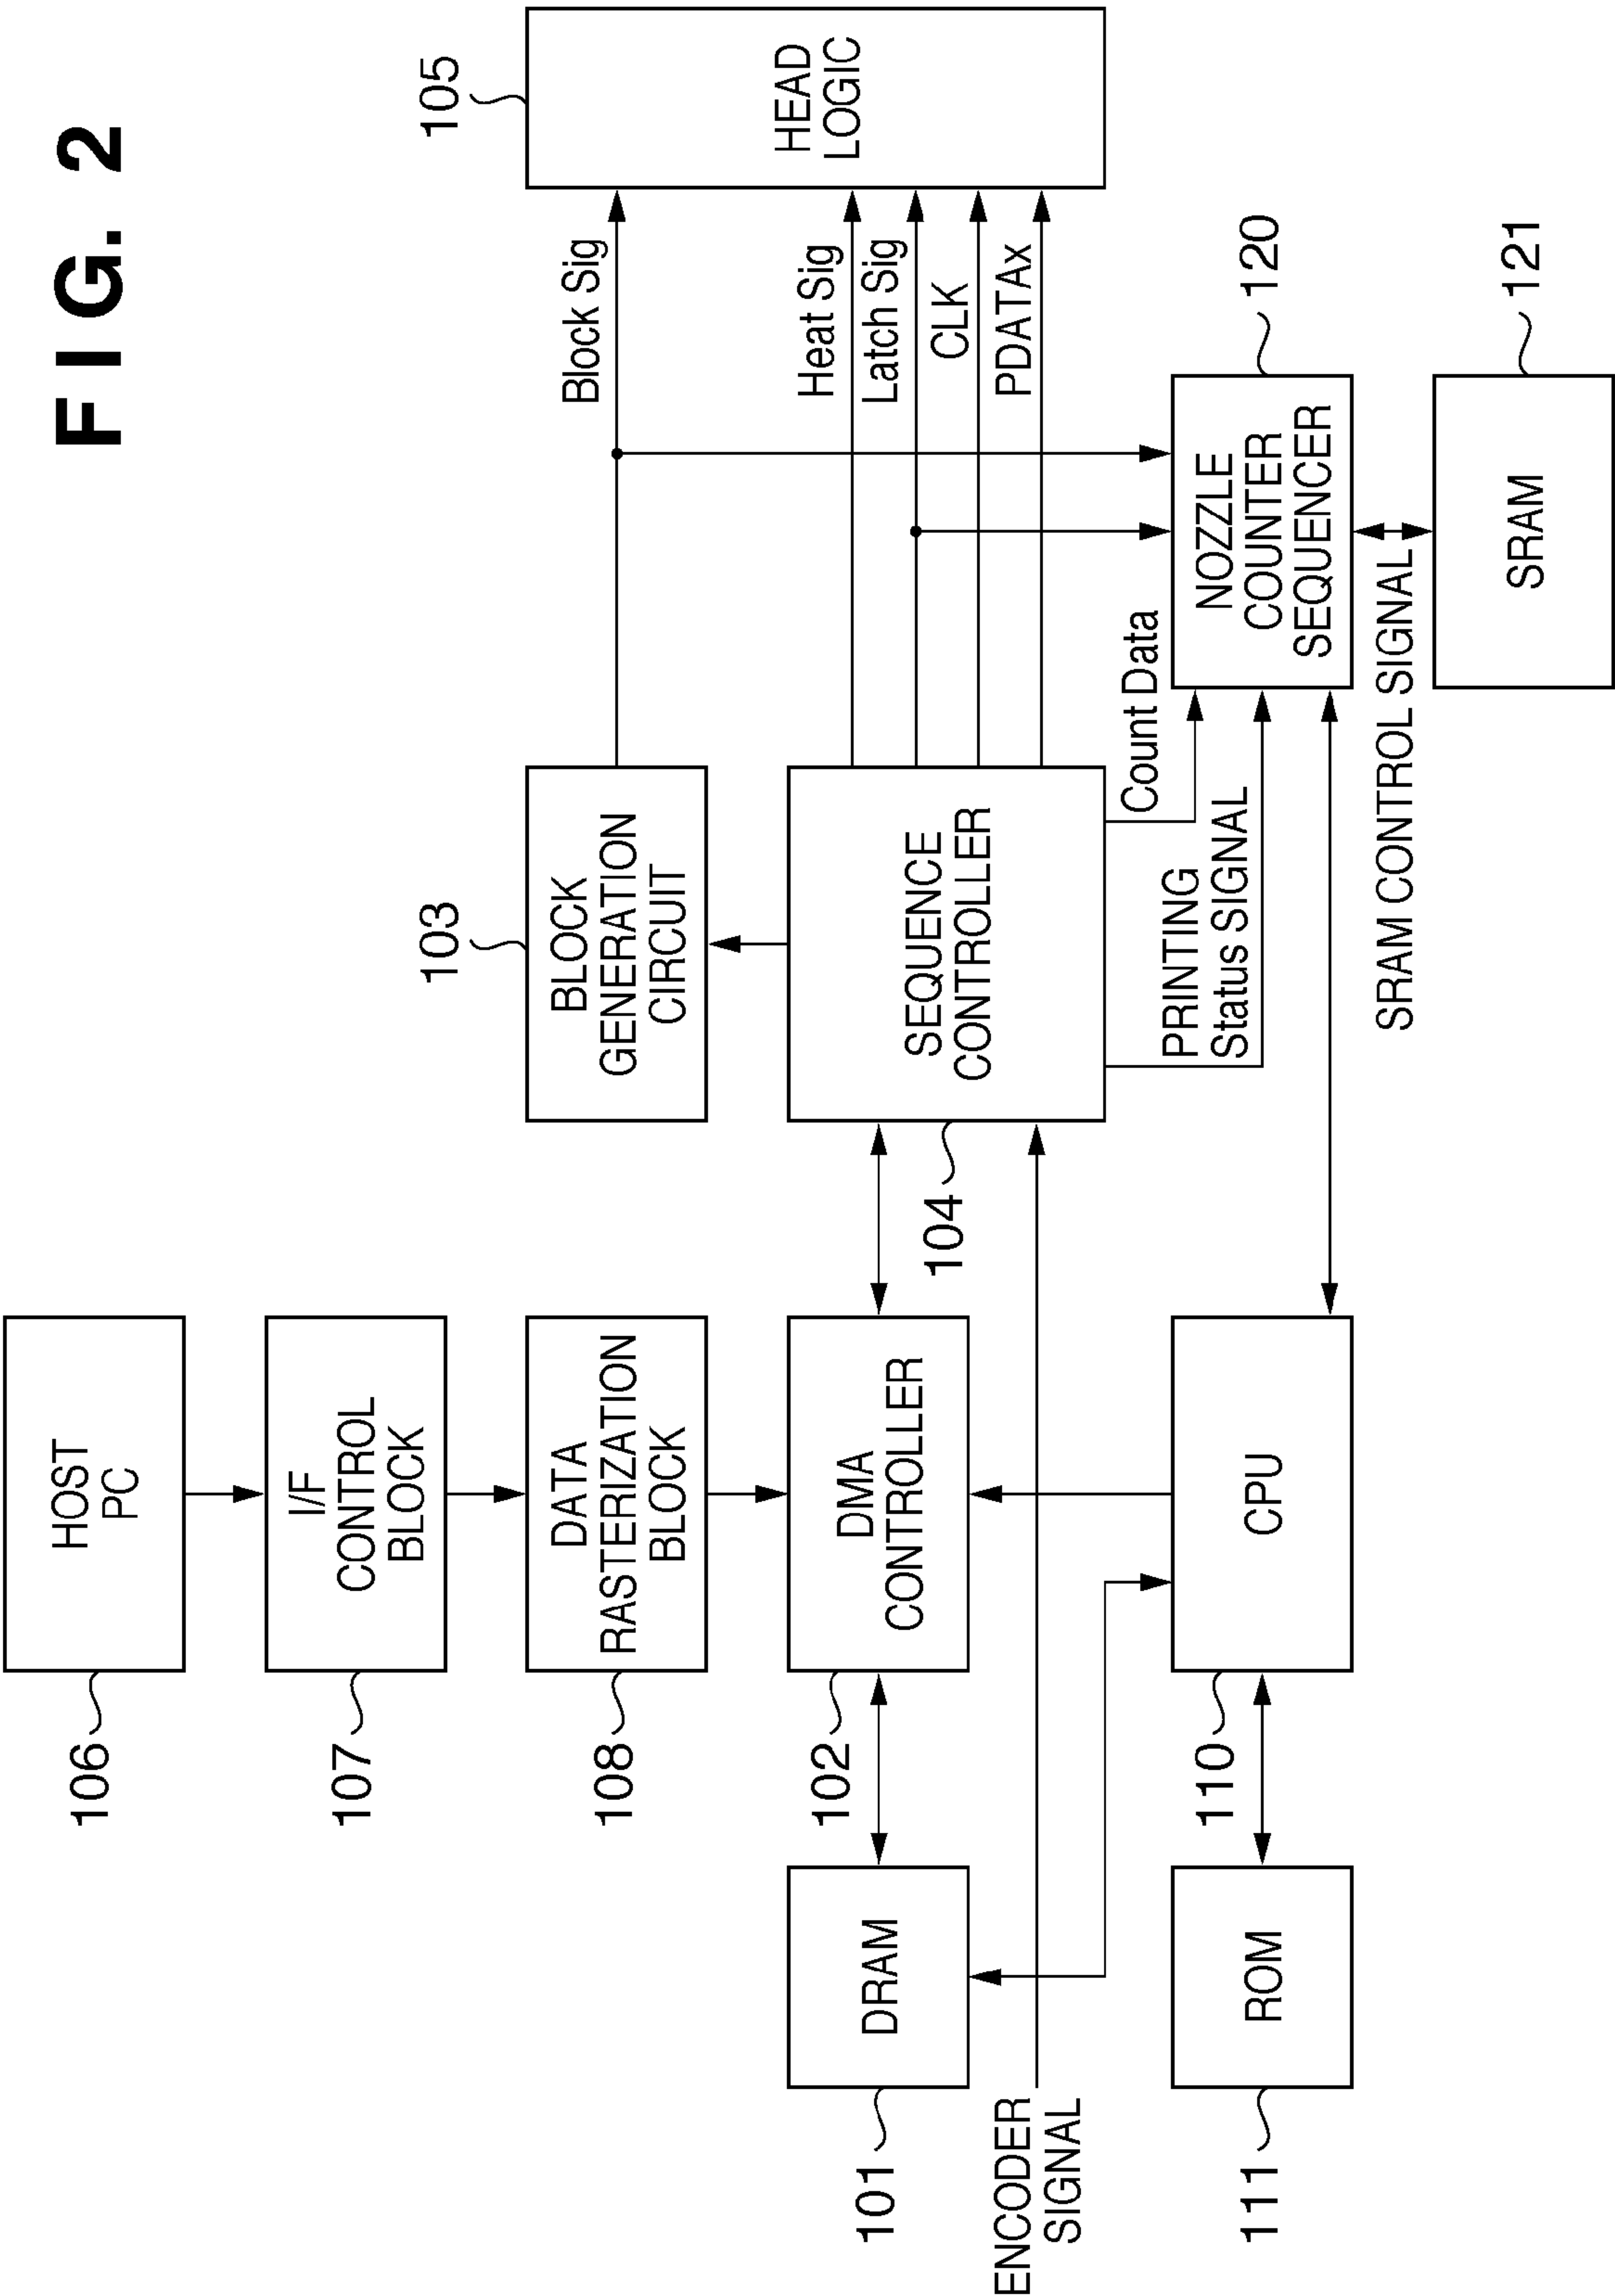 FIG. 2
106
HOST
PC
107
I/F
CONTROL
BLOCK
108
DATA
RASTERIZATION
BLOCK
103
BLOCK
GENERATION
CIRCUIT
Block Sig
105
HEAD
LOGIC
101
DRAM
102
DMA
CONTROLLER
104
SEQUENCE
CONTROLLER
Heat Sig
Latch Sig
CLK
PDATAx
ENCODER
SIGNAL
Count Data
PRINTING
Status SIGNAL
111
ROM
110
CPU
NOZZLE
COUNTER
SEQUENCER
120
SRAM CONTROL SIGNAL
SRAM
121